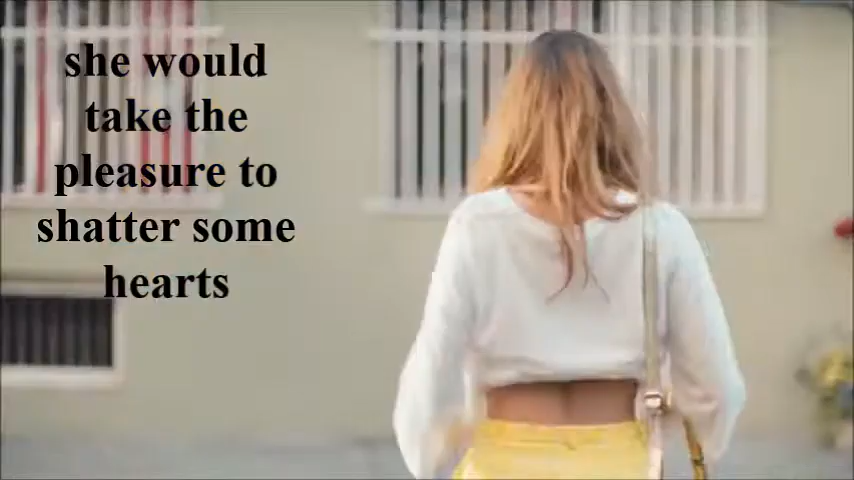 she would
take the
pleasure to
shatter some
hearts